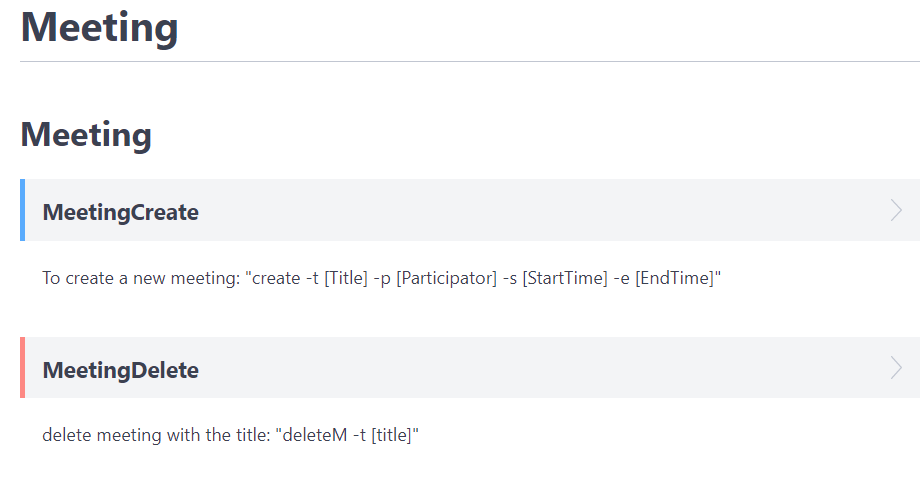 Meeting
Meeting
MeetingCreate
To create a new meeting: "create -t [Title] -p [Participator] -s [StartTime] -e [EndTime]"
MeetingDelete
delete meeting with the title: "deleteM -t [title]"